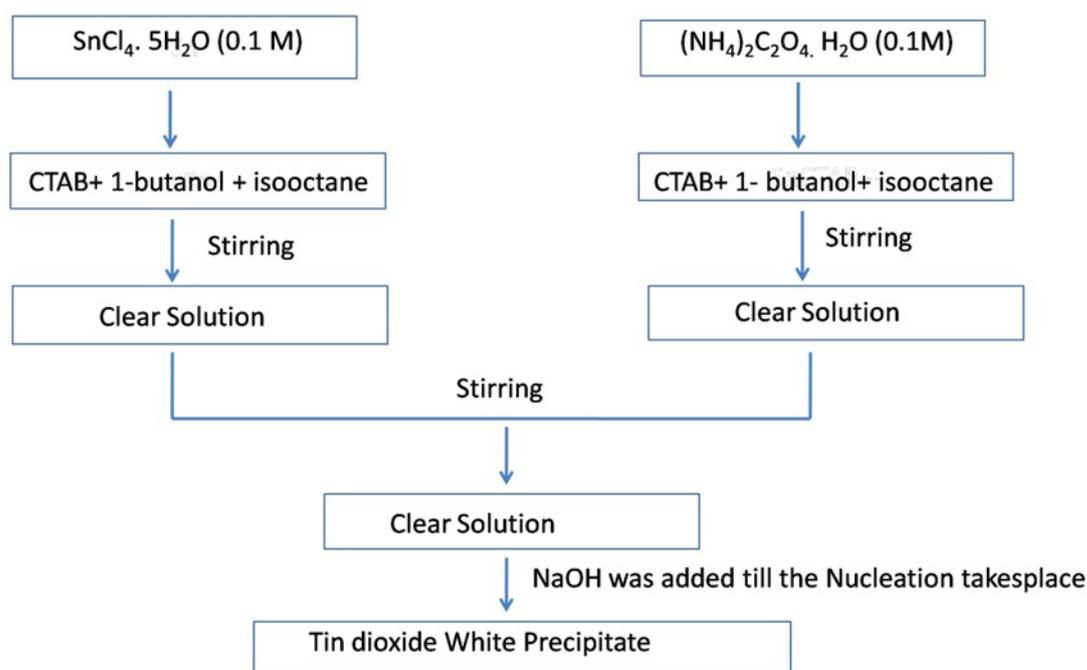 SnCl₄. 5H₂O (0.1 M)
(NH₄)₂C₂O₄. H₂O (0.1M)
CTAB+ 1-butanol + isooctane
CTAB+ 1- butanol+ isooctane
Stirring
Stirring
Clear Solution
Clear Solution
Stirring
Clear Solution
NaOH was added till the Nucleation takesplace
Tin dioxide White Precipitate